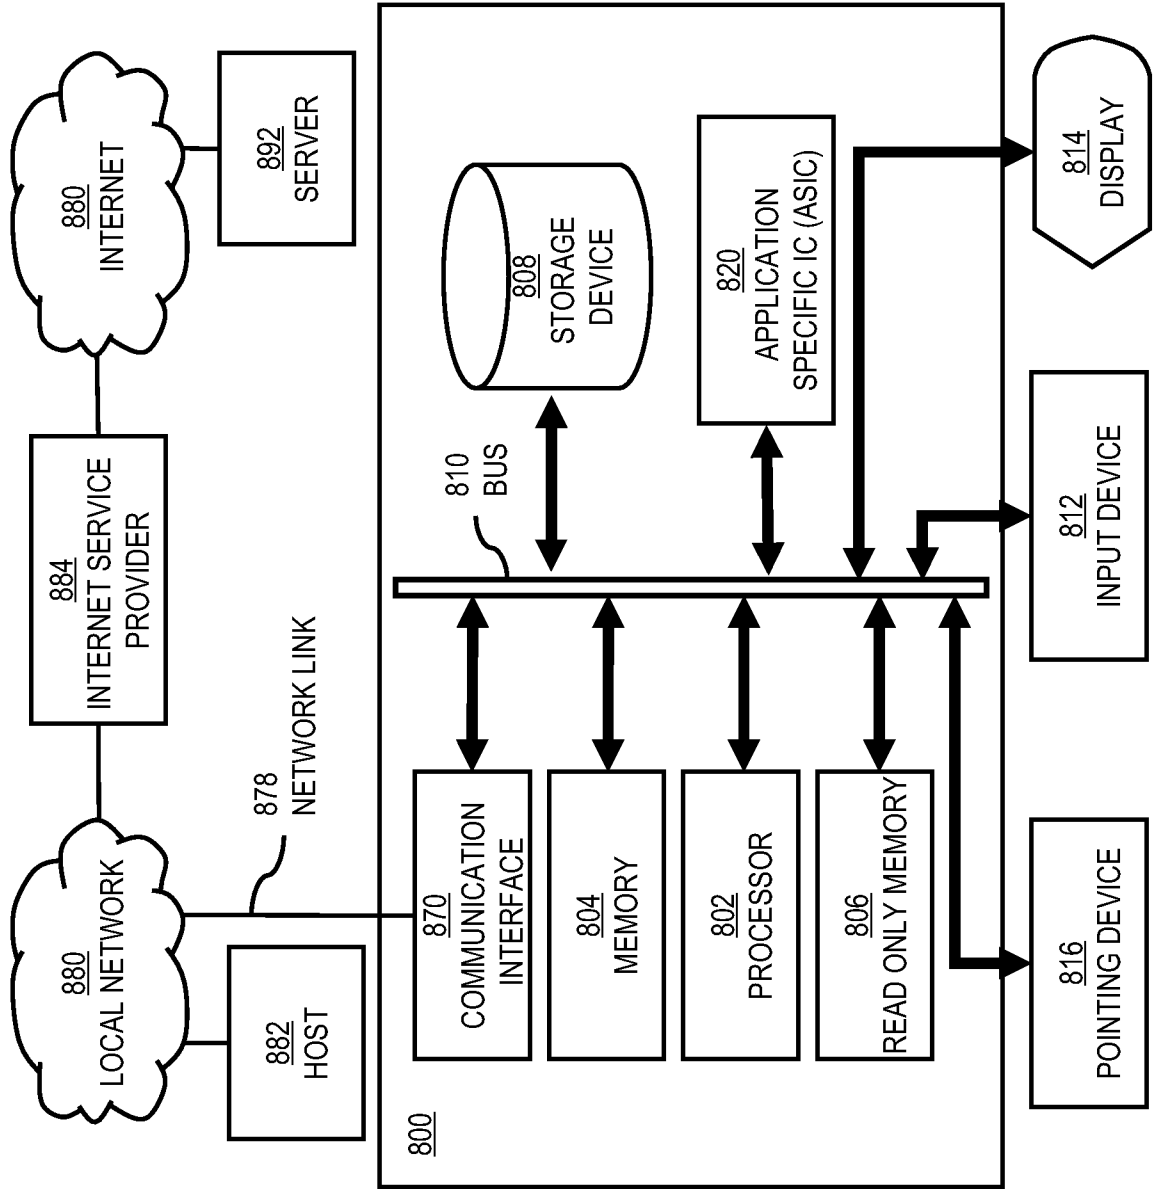 800
816
POINTING DEVICE
812
INPUT DEVICE
814
DISPLAY
882
HOST
880
LOCAL NETWORK
878
NETWORK LINK
884
INTERNET SERVICE
PROVIDER
880
INTERNET
892
SERVER
870
COMMUNICATION
INTERFACE
804
MEMORY
802
PROCESSOR
806
READ ONLY MEMORY
810
BUS
808
STORAGE
DEVICE
820
APPLICATION
SPECIFIC IC (ASIC)